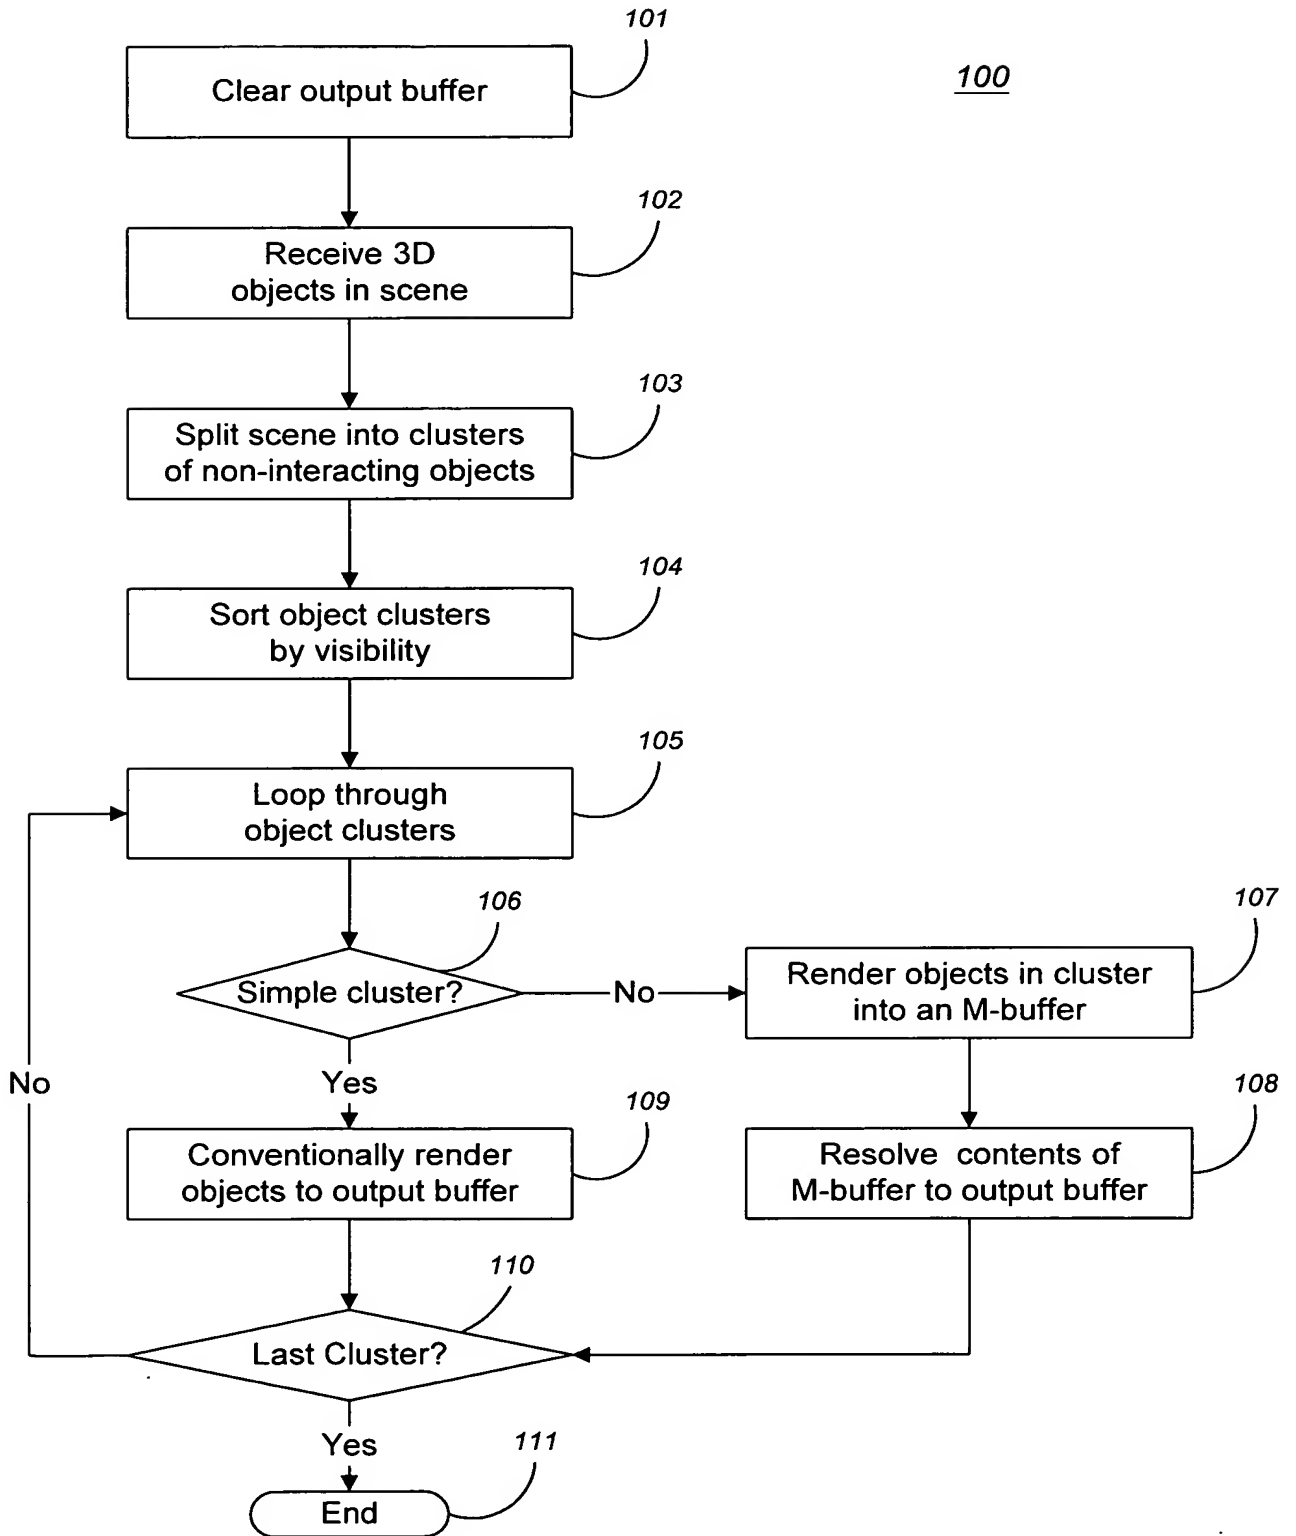 101
100
Clear output buffer
102
Receive 3D
objects in scene
103
Split scene into clusters
of non-interacting objects
104
Sort object clusters
by visibility
105
Loop through
object clusters
106
107
Simple cluster?
No
Render objects in cluster
into an M-buffer
No
Yes
109
108
Conventionally render
objects to output buffer
Resolve contents of
M-buffer to output buffer
110
Last Cluster?
Yes
111
End